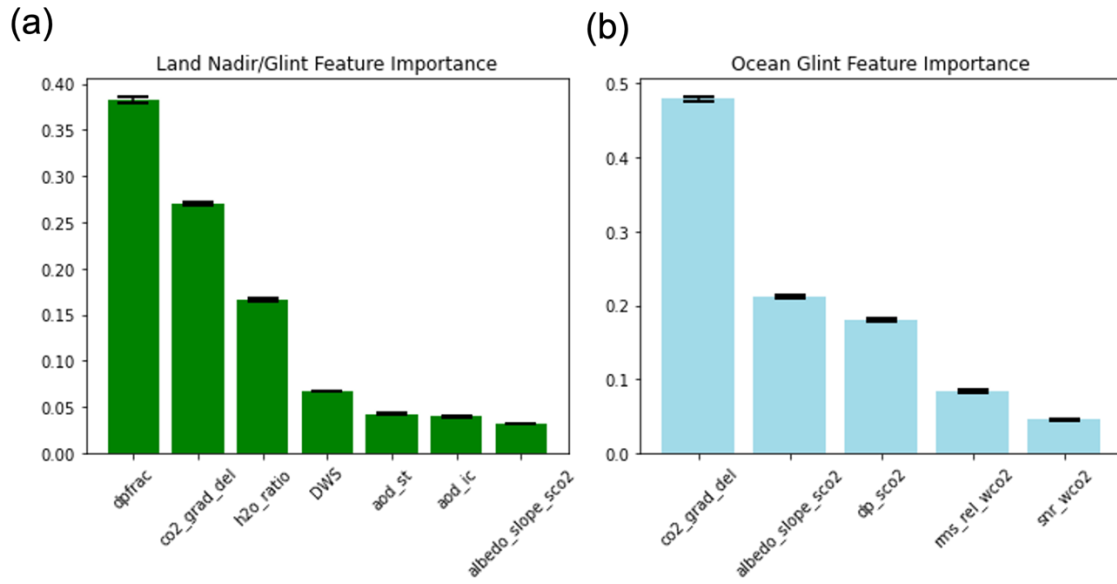 (a)
Land Nadir/Glint Feature Importance
0.40
0.35
0.30
0.25
0.20
0.15
0.10
0.05
0.00
dpfrac
co2_grad_del
h2o_ratio
DWS
aod_st
aod_ic
albedo_slope_sco2
(b)
Ocean Glint Feature Importance
0.5
0.4
0.3
0.2
0.1
0.0
co2_grad_del
albedo_slope_sco2
dp_sco2
rms_rel_wco2
snr_wco2